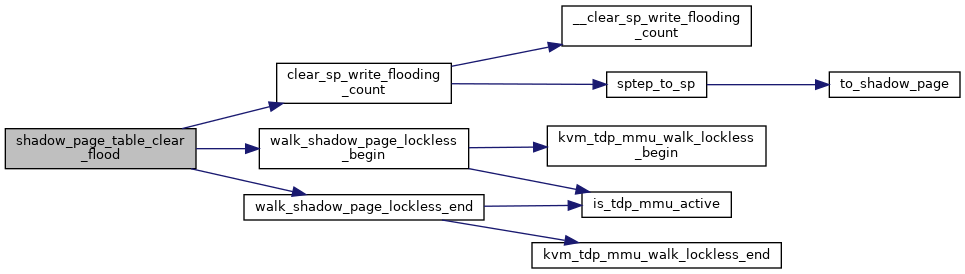 __clear_sp_write_flooding
_count
clear_sp_write_flooding
_count
sptep_to_sp
to_shadow_page
shadow_page_table_clear
_flood
walk_shadow_page_lockless
_begin
kvm_tdp_mmu_walk_lockless
_begin
is_tdp_mmu_active
walk_shadow_page_lockless_end
kvm_tdp_mmu_walk_lockless_end